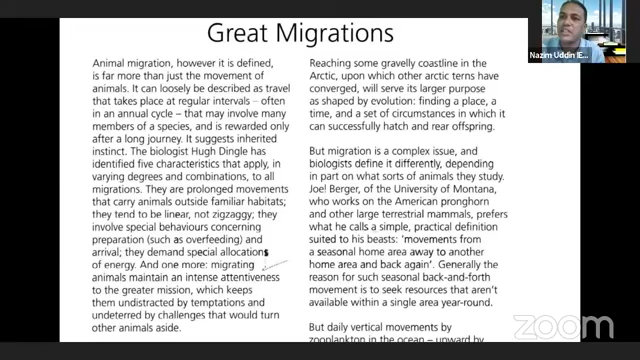 Great Migrations
Animal migration, however it is defined,
is far more than just the movement of
animals. It can loosely be described as travel
that takes place at regular intervals – often
in an annual cycle – that may involve many
members of a species, and is rewarded only
after a long journey. It suggests inherited
instinct. The biologist Hugh Dingle has
identified five characteristics that apply, in
varying degrees and combinations, to all
migrations. They are prolonged movements
that carry animals outside familiar habitats;
they tend to be linear, not zigzaggy; they
involve special behaviours concerning
preparation (such as overfeeding) and
arrival; they demand special allocations
of energy. And one more: migrating
animals maintain an intense attentiveness
to the greater mission, which keeps
them undistracted by temptations and
undeterred by challenges that would turn
other animals aside.
Reaching some gravelly coastline in the
Arctic, upon which other arctic terns have
converged, will serve its larger purpose
as shaped by evolution: finding a place, a
time, and a set of circumstances in which it
can successfully hatch and rear offspring.
But migration is a complex issue, and
biologists define it differently, depending
in part on what sorts of animals they study.
Joe! Berger, of the University of Montana,
who works on the American pronghorn
and other large terrestrial mammals, prefers
what he calls a simple, practical definition
suited to his beasts: 'movements from
a seasonal home area away to another
home area and back again'. Generally the
reason for such seasonal back-and-forth
movement is to seek resources that aren't
available within a single area year-round.
But daily vertical movements by
zooplankton in the ocean – upward by
Nazim Uddin IE...
zoom